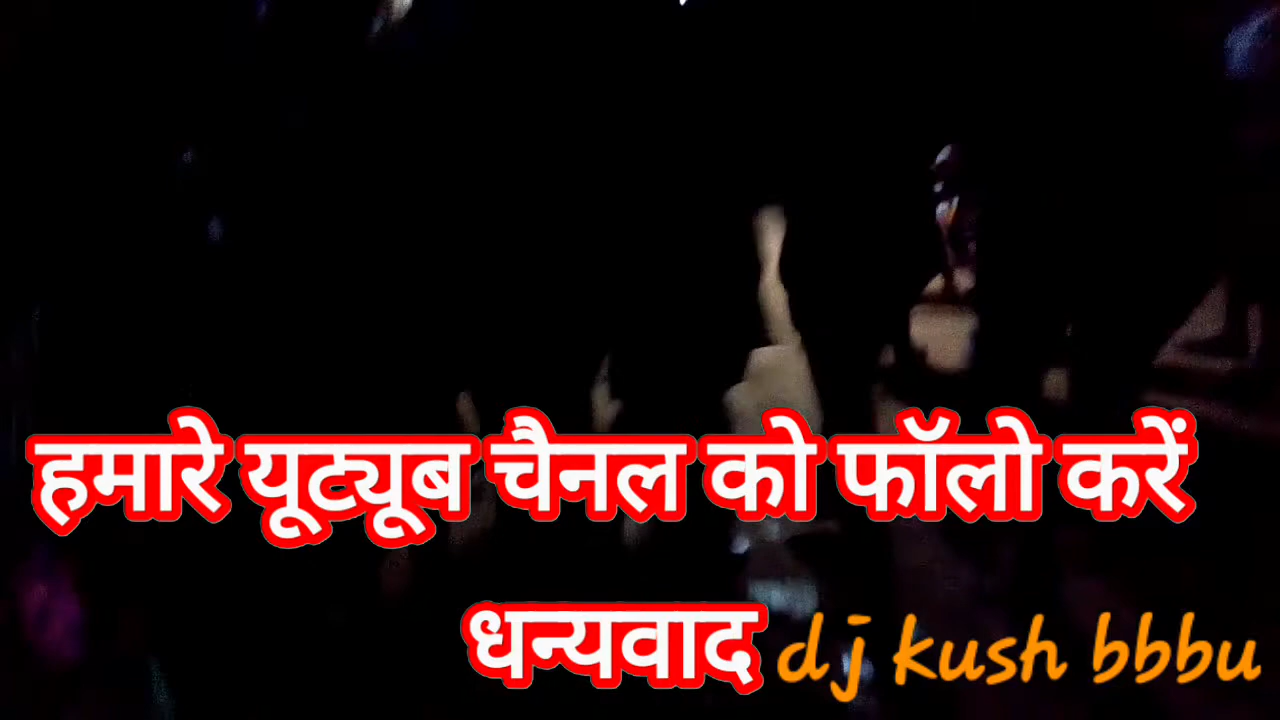 हमारे यूट्यूब चैनल को फॉलो करें
धन्यवाद dj kush bbbu